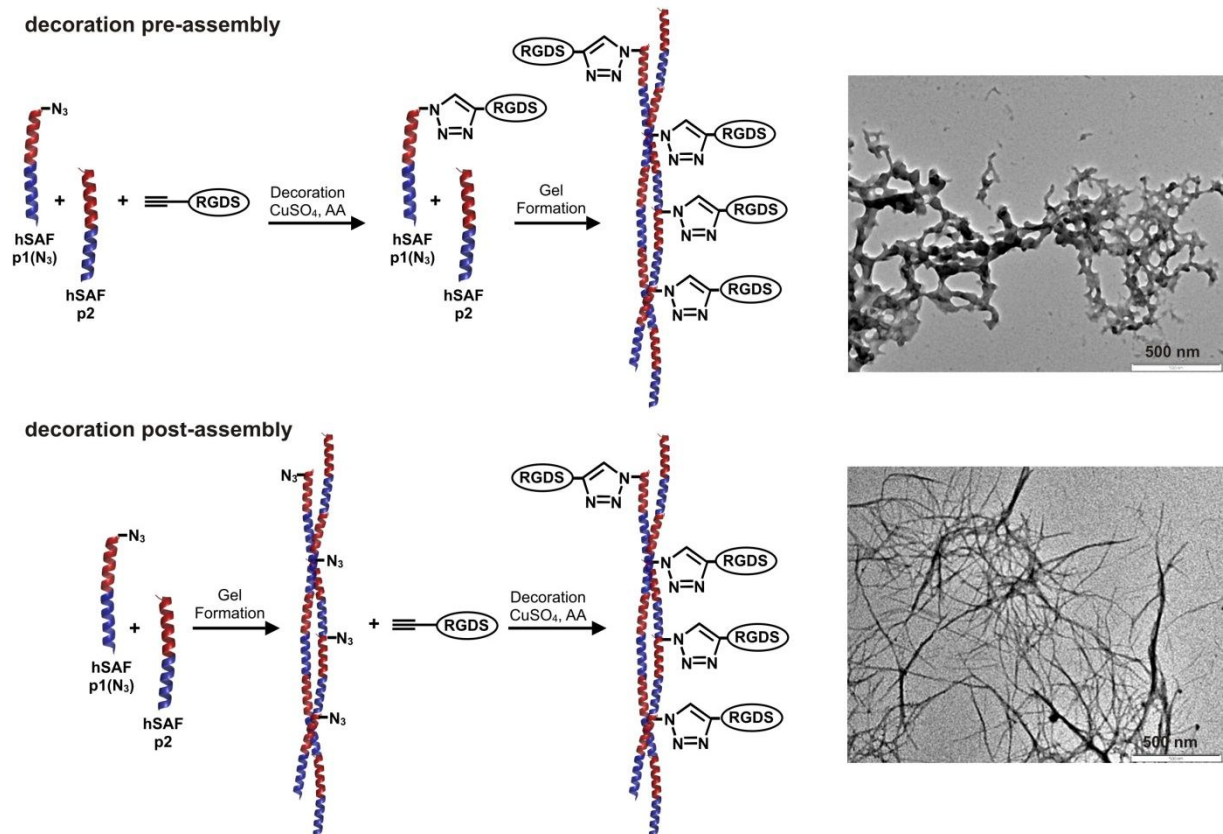 decoration pre-assembly
N3
hSAF
p1(N3)
+
hSAF
p2
+
RGDS
Decoration
CuSO4, AA
N
N=N
RGDS
hSAF
p1(N3)
+
hSAF
p2
Gel
Formation
RGDS
N
N=N
N
N=N
RGDS
N
N=N
RGDS
N
N=N
RGDS
500 nm
decoration post-assembly
N3
hSAF
p1(N3)
+
hSAF
p2
Gel
Formation
N3
N3
N3
N3
+
RGDS
Decoration
CuSO4, AA
RGDS
N
N=N
N
N=N
RGDS
N
N=N
RGDS
N
N=N
RGDS
500 nm